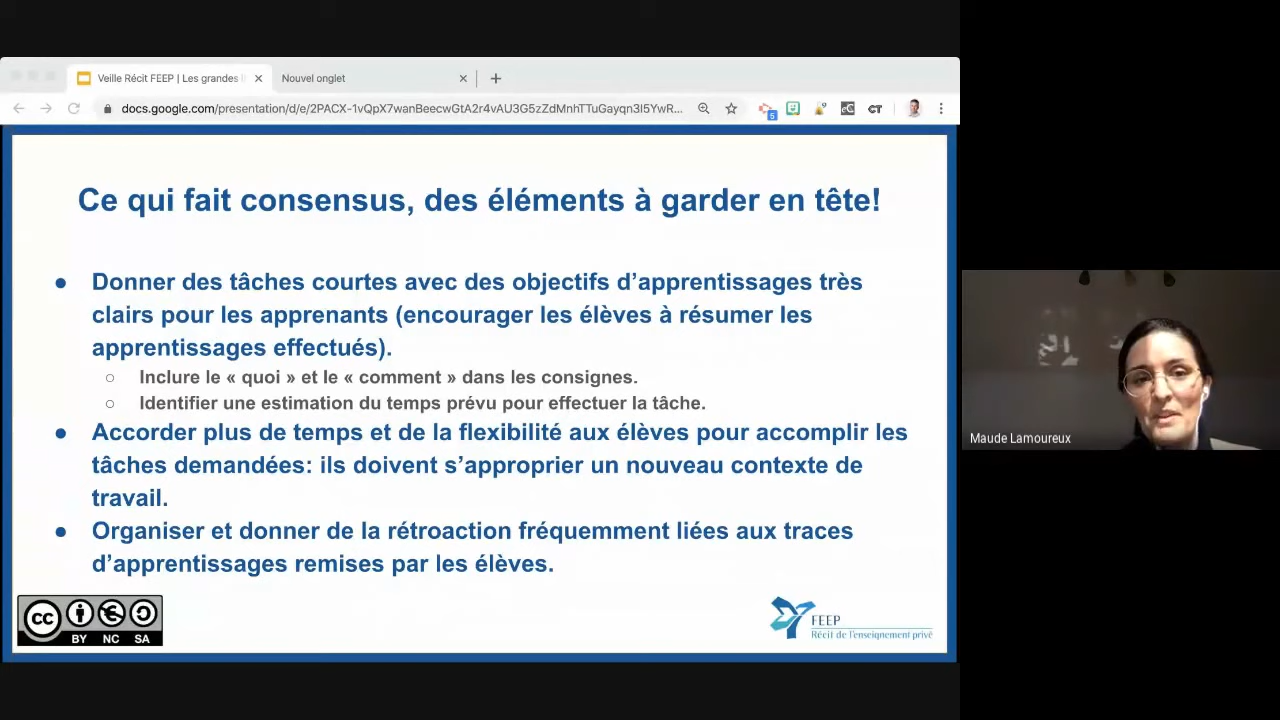 Veille Récit FEEP | Les grandes l
Nouvel onglet
docs.google.com/presentation/d/e/2PACX-1vQpX7wanBeecwGtA2r4vAU3G5zZdMnhTTuGayqn3I5YwR...
5
Ce qui fait consensus, des éléments à garder en tête!
● Donner des tâches courtes avec des objectifs d’apprentissages très
clairs pour les apprenants (encourager les élèves à résumer les
apprentissages effectués).
○ Inclure le « quoi » et le « comment » dans les consignes.
○ Identifier une estimation du temps prévu pour effectuer la tâche.
● Accorder plus de temps et de la flexibilité aux élèves pour accomplir les
tâches demandées: ils doivent s’approprier un nouveau contexte de
travail.
● Organiser et donner de la rétroaction fréquemment liées aux traces
d’apprentissages remises par les élèves.
CC BY NC SA
FEEP
Récit de l'enseignement privé
Maude Lamoureux